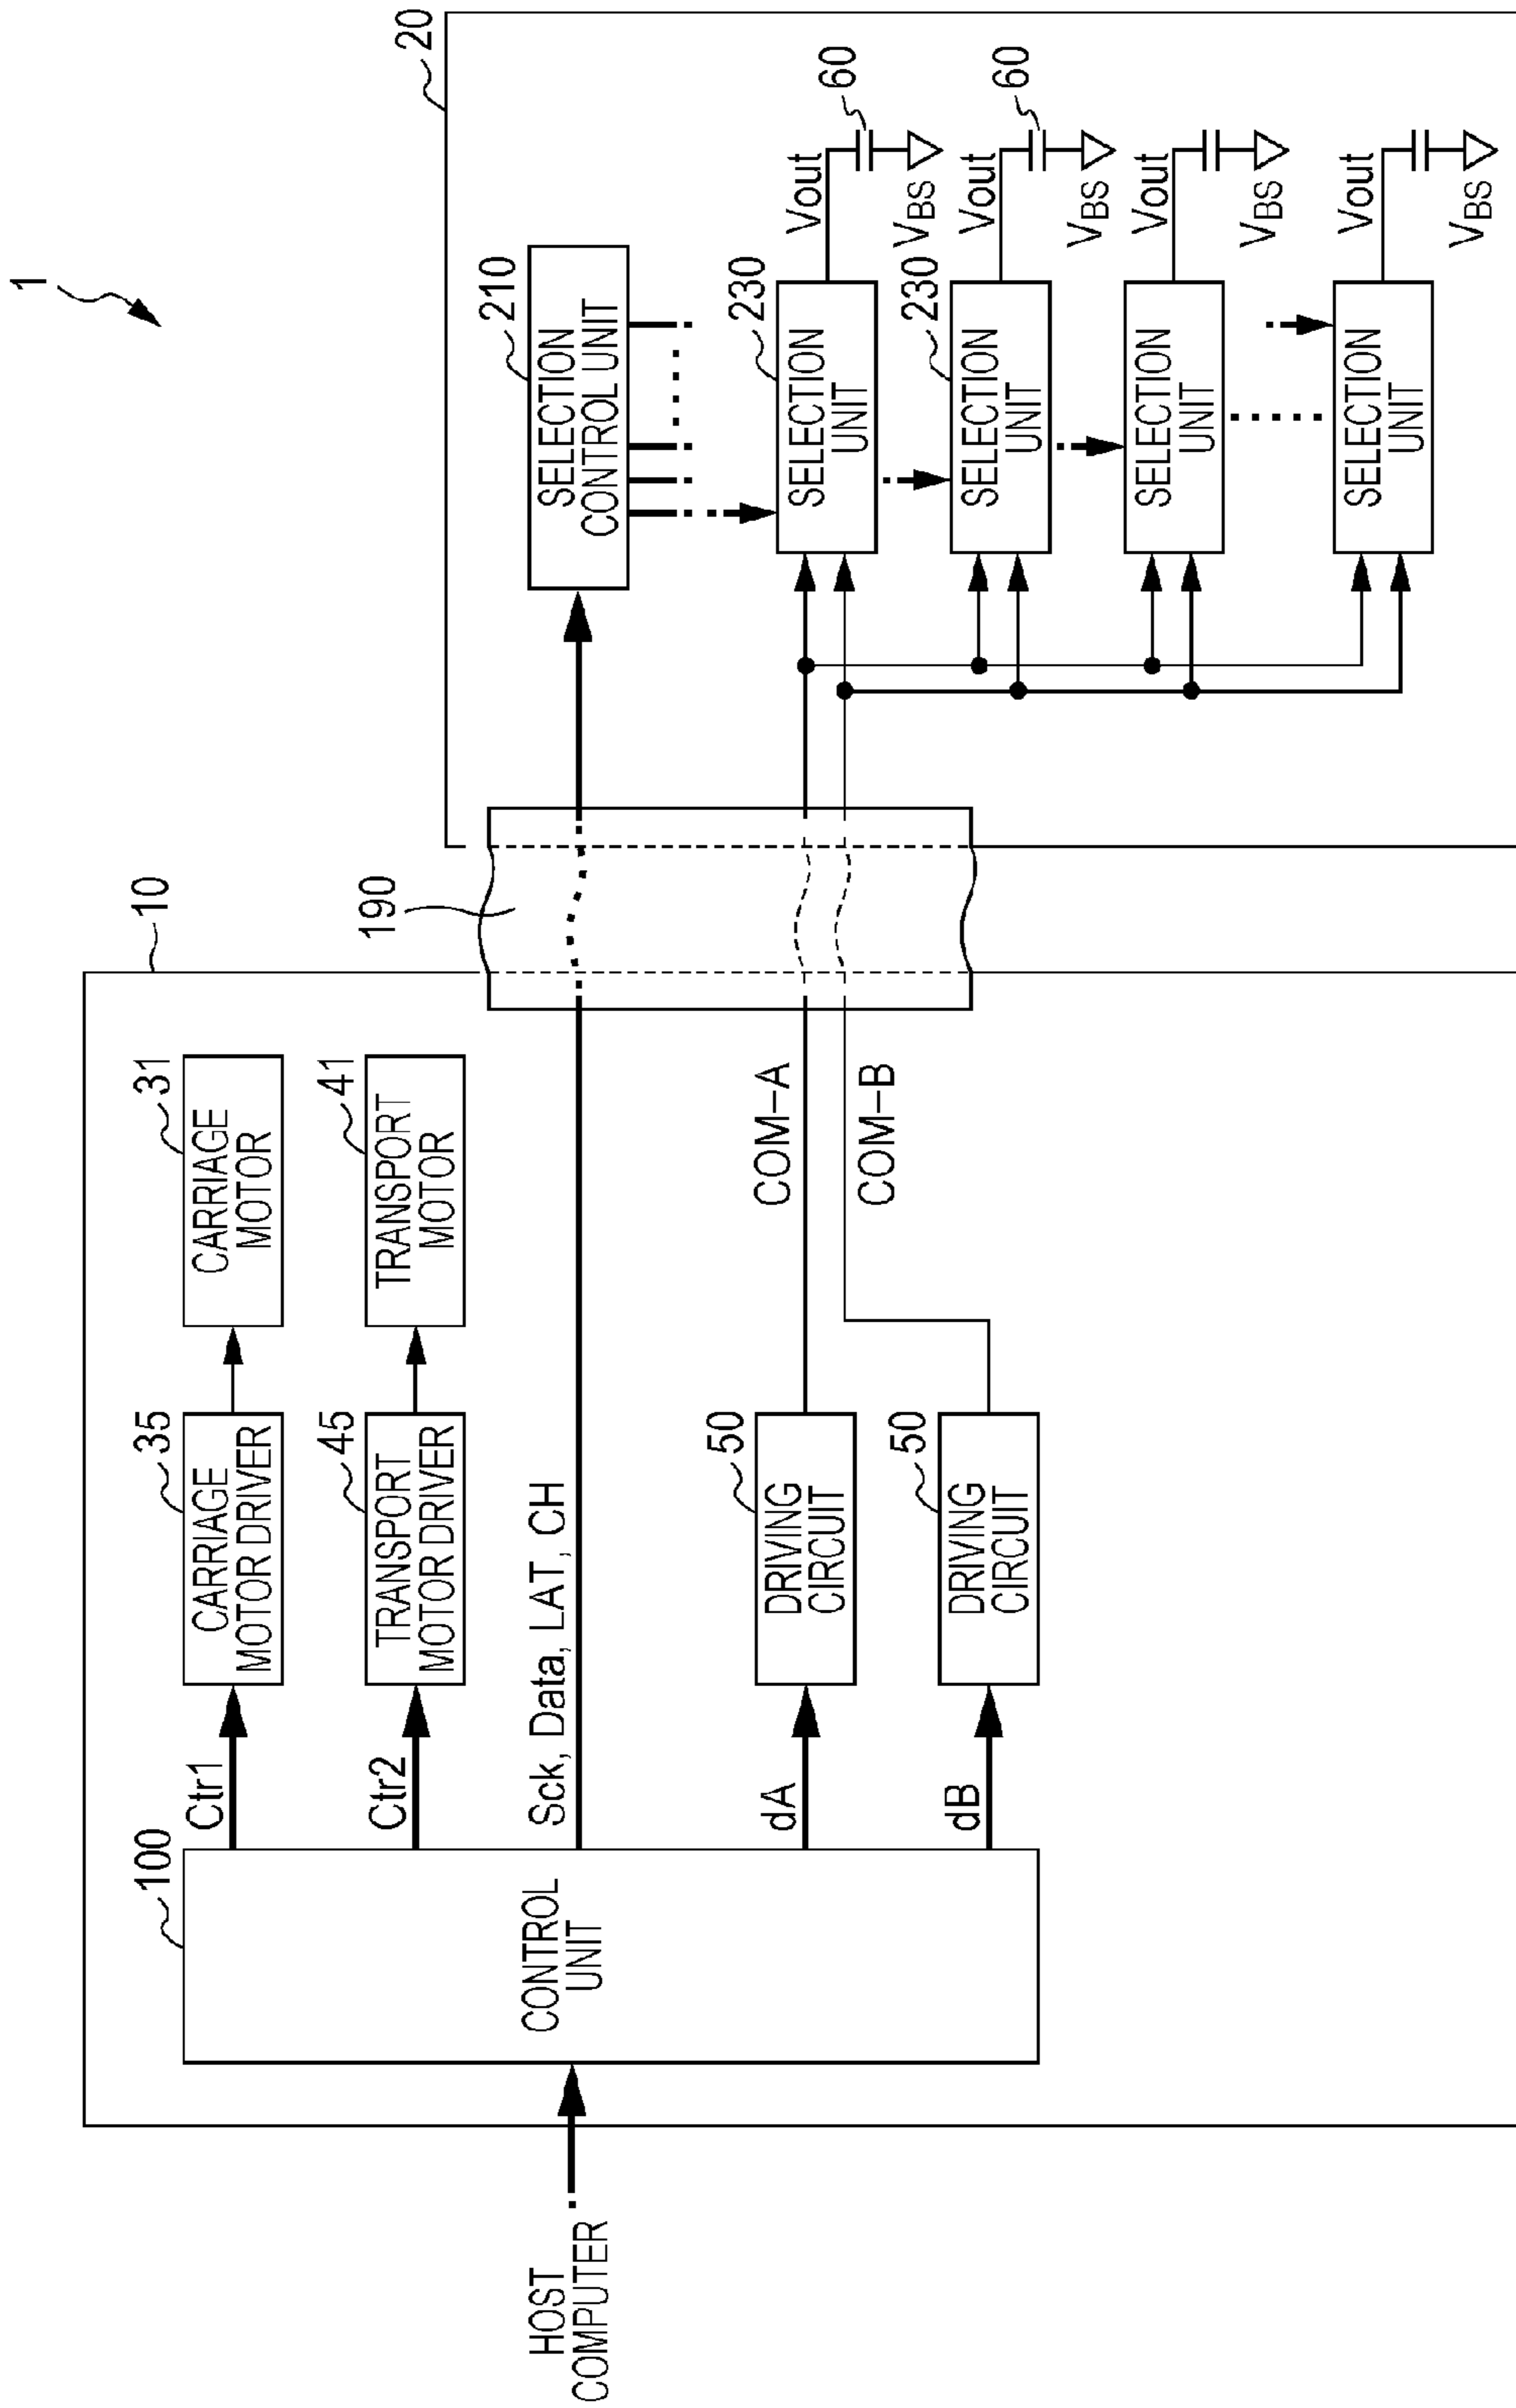 1
10
20
HOST
COMPUTER
100
CONTROL
UNIT
Ctr1
35
CARRIAGE
MOTOR DRIVER
31
CARRIAGE
MOTOR
Ctr2
45
TRANSPORT
MOTOR DRIVER
41
TRANSPORT
MOTOR
Sck, Data, LAT, CH
190
210
SELECTION
CONTROL UNIT
dA
50
DRIVING
CIRCUIT
COM-A
dB
50
DRIVING
CIRCUIT
COM-B
230
SELECTION
UNIT
Vout
60
VBS
230
SELECTION
UNIT
Vout
60
VBS
SELECTION
UNIT
Vout
VBS
SELECTION
UNIT
Vout
VBS